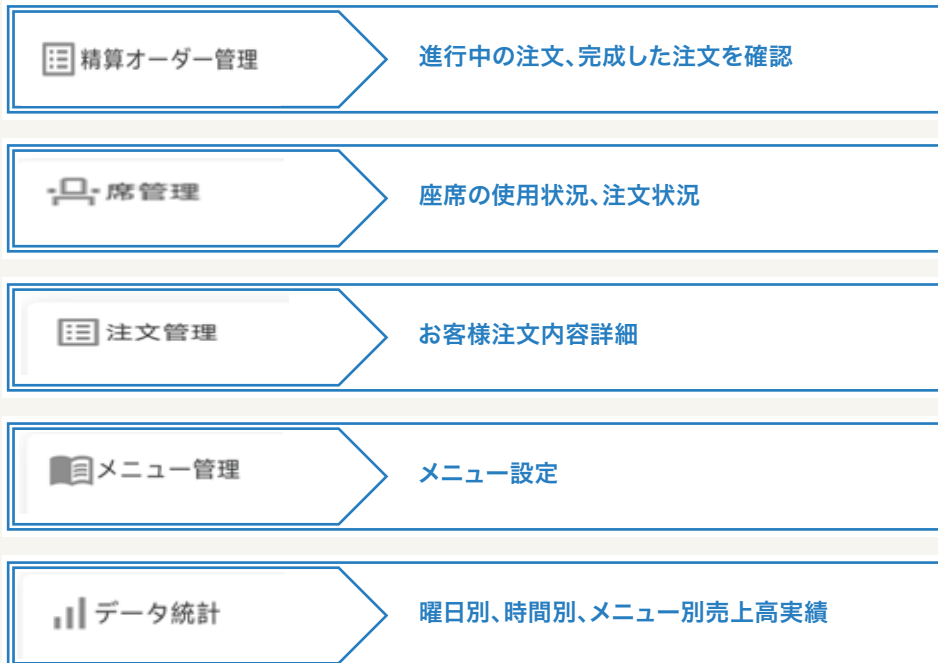 精算オーダー管理
進行中の注文、完成した注文を確認
席管理
座席の使用状況、注文状況
注文管理
お客様注文内容詳細
メニュー管理
メニュー設定
データ統計
曜日別、時間別、メニュー別売上高実績